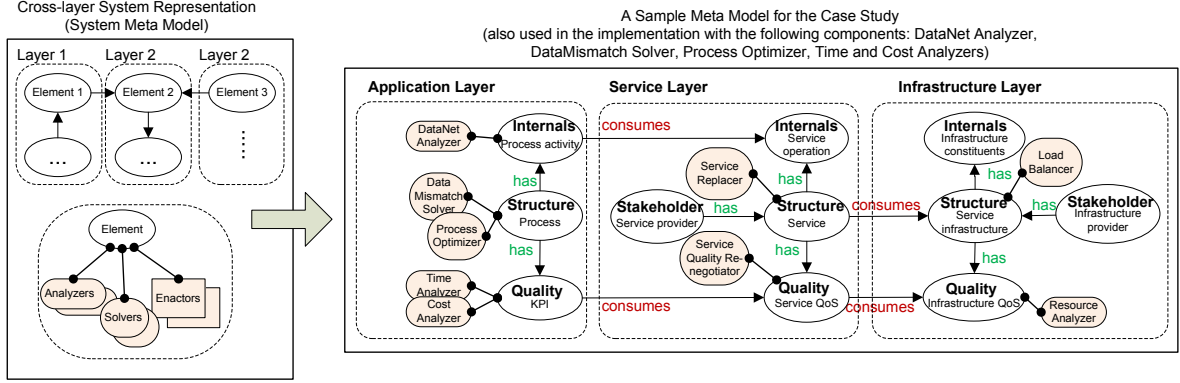 Cross-layer System Representation
(System Meta Model)
Layer 1
Layer 2
Layer 2
Element 1
Element 2
Element 3
...
...
Element
Analyzers
Solvers
Enactors
A Sample Meta Model for the Case Study
(also used in the implementation with the following components: DataNet Analyzer,
DataMismatch Solver, Process Optimizer, Time and Cost Analyzers)
Application Layer
DataNet
Analyzer
Internals
Process activity
has
Data
Mismatch
Solver
Process
Optimizer
Structure
Process
has
Time
Analyzer
Cost
Analyzer
Quality
KPI
consumes
consumes
Service Layer
Internals
Service
operation
Service
Replacer
has
Stakeholder
Service provider
has
Structure
Service
consumes
Service
Quality Re-
negotiator
has
Quality
Service QoS
consumes
Infrastructure Layer
Internals
Infrastructure
constituents
Load
Balancer
has
Structure
Service
infrastructure
has
Stakeholder
Infrastructure
provider
has
Quality
Infrastructure QoS
Resource
Analyzer